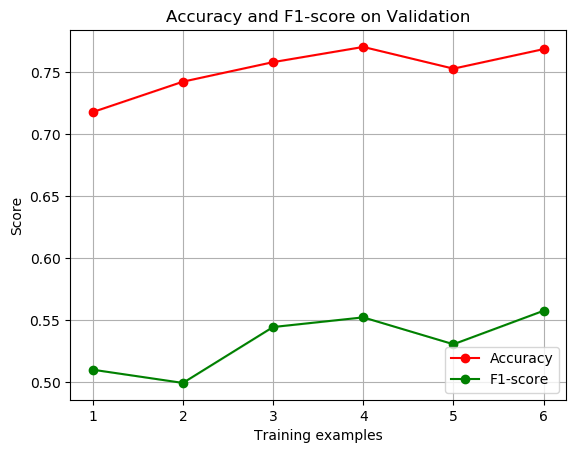 Accuracy and F1-score on Validation
Score
0.75
0.70
0.65
0.60
0.55
0.50
Accuracy
F1-score
1 2 3 4 5 6
Training examples